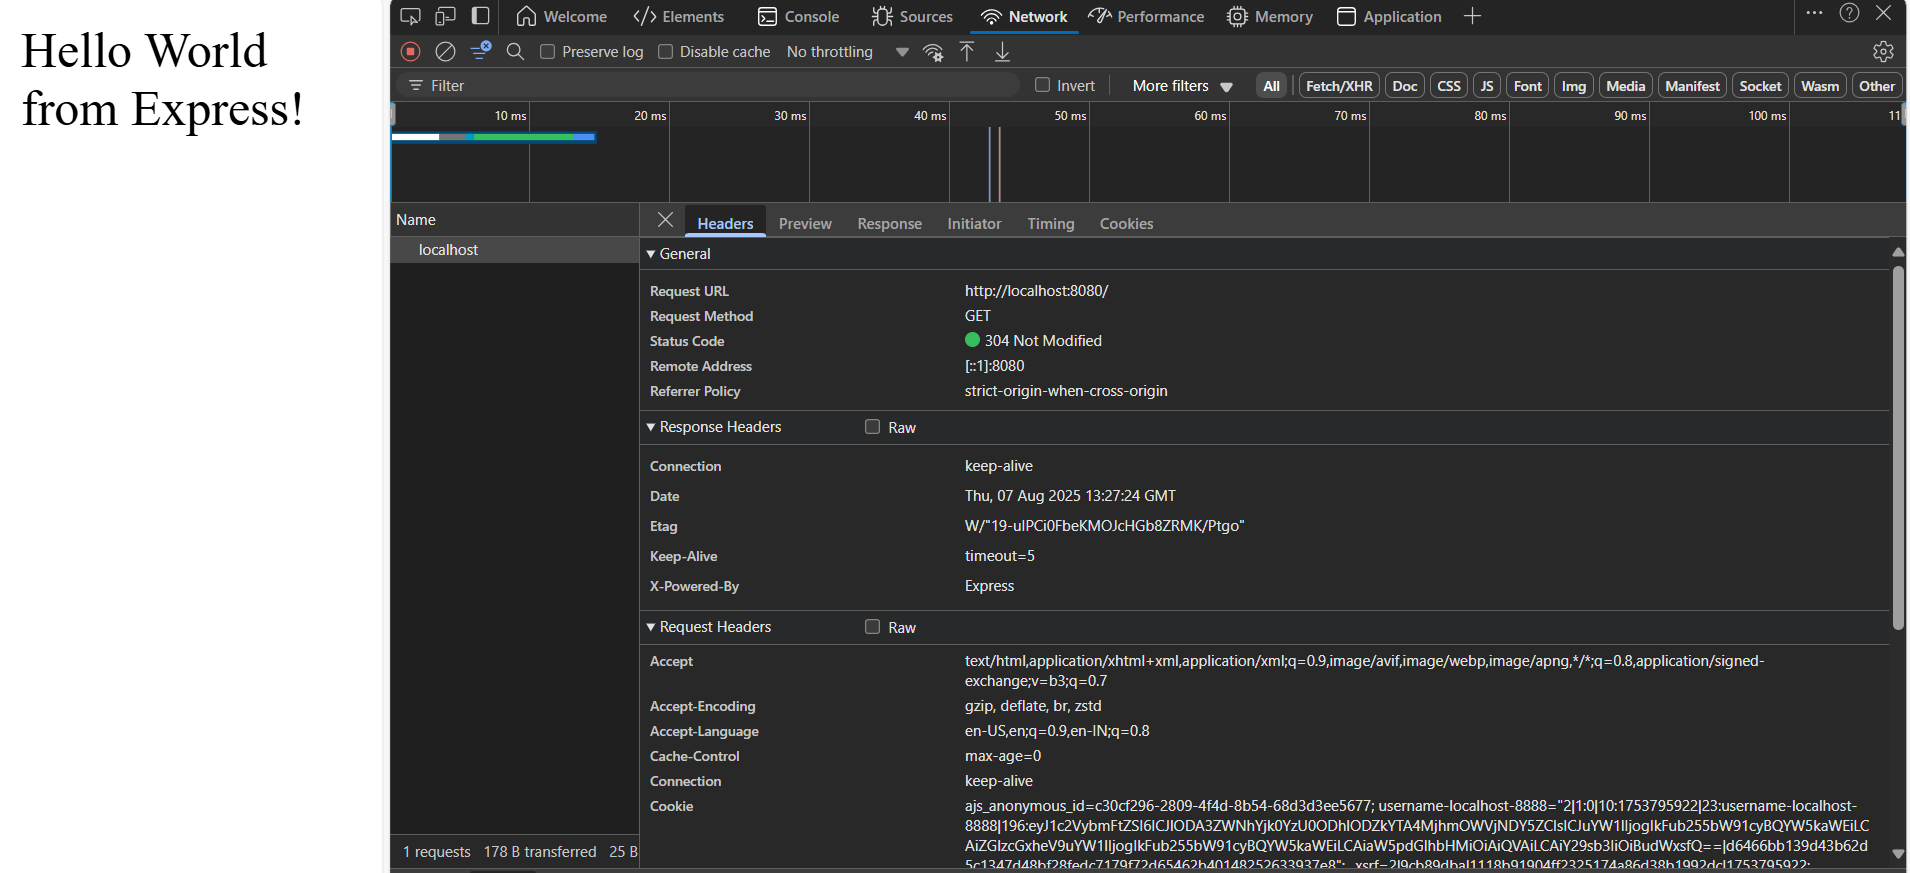 Hello World
from Express!
Welcome
Elements
Console
Sources
Network
Performance
Memory
Application
Preserve log
Disable cache
No throttling
Filter
Invert
More filters
All
Fetch/XHR
Doc
CSS
JS
Font
Img
Media
Manifest
Socket
Wasm
Other
10 ms
20 ms
30 ms
40 ms
50 ms
60 ms
70 ms
80 ms
90 ms
100 ms
11
Name
localhost
1 requests
178 B transferred
25 B
Headers
Preview
Response
Initiator
Timing
Cookies
General
Request URL http://localhost:8080/
Request Method GET
Status Code 304 Not Modified
Remote Address [::1]:8080
Referrer Policy strict-origin-when-cross-origin
Response Headers Raw
Connection keep-alive
Date Thu, 07 Aug 2025 13:27:24 GMT
Etag W/"19-uIPCi0FbeKMOJcHGb8ZRMK/Ptgo"
Keep-Alive timeout=5
X-Powered-By Express
Request Headers Raw
Accept text/html,application/xhtml+xml,application/xml;q=0.9,image/avif,image/webp,image/apng,*/*;q=0.8,application/signed-
exchange;v=b3;q=0.7
Accept-Encoding gzip, deflate, br, zstd
Accept-Language en-US,en;q=0.9,en-IN;q=0.8
Cache-Control max-age=0
Connection keep-alive
Cookie ajs_anonymous_id=c30cf296-2809-4f4d-8b54-68d3d3ee5677; username-localhost-8888="2|1:0|10:1753795922|23:username-localhost-